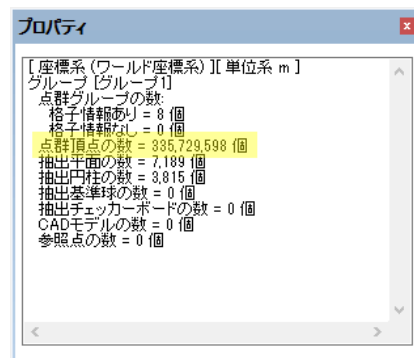 プロパティ
[ 座標系 (ワールド座標系) ][ 単位系 m ]
グループ [グループ1]
点群グループの数:
格子情報あり = 8 個
格子情報なし = 0 個
点群頂点の数 = 335,729,598 個
抽出平面の数 = 7,189 個
抽出円柱の数 = 3,815 個
抽出基準球の数 = 0 個
抽出チェッカーボードの数 = 0 個
CADモデルの数 = 0 個
参照点の数 = 0 個